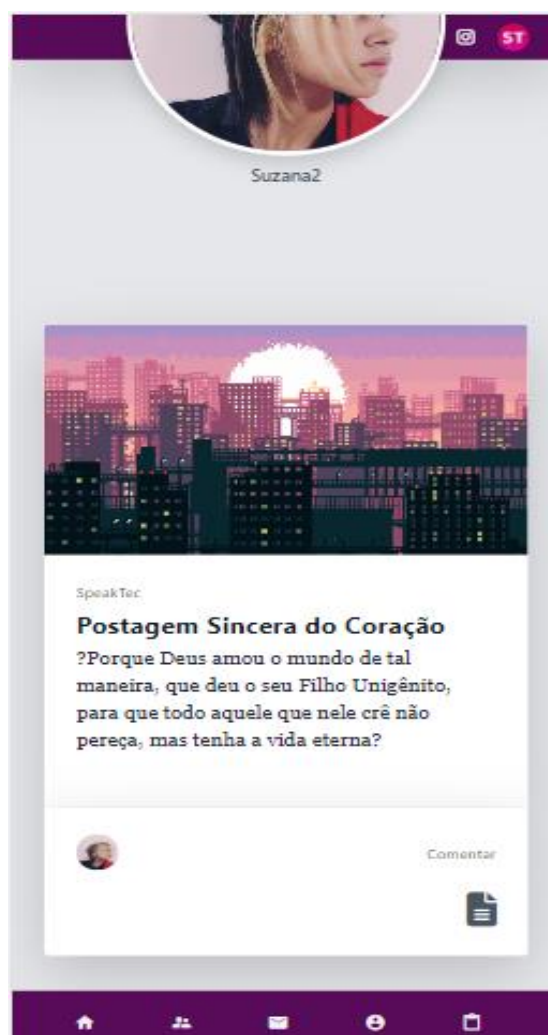 ST
Suzana2
SpeakTec
Postagem Sincera do Coração
?Porque Deus amou o mundo de tal
maneira, que deu o seu Filho Unigênito,
para que todo aquele que nele crê não
pereça, mas tenha a vida eterna?
Comentar